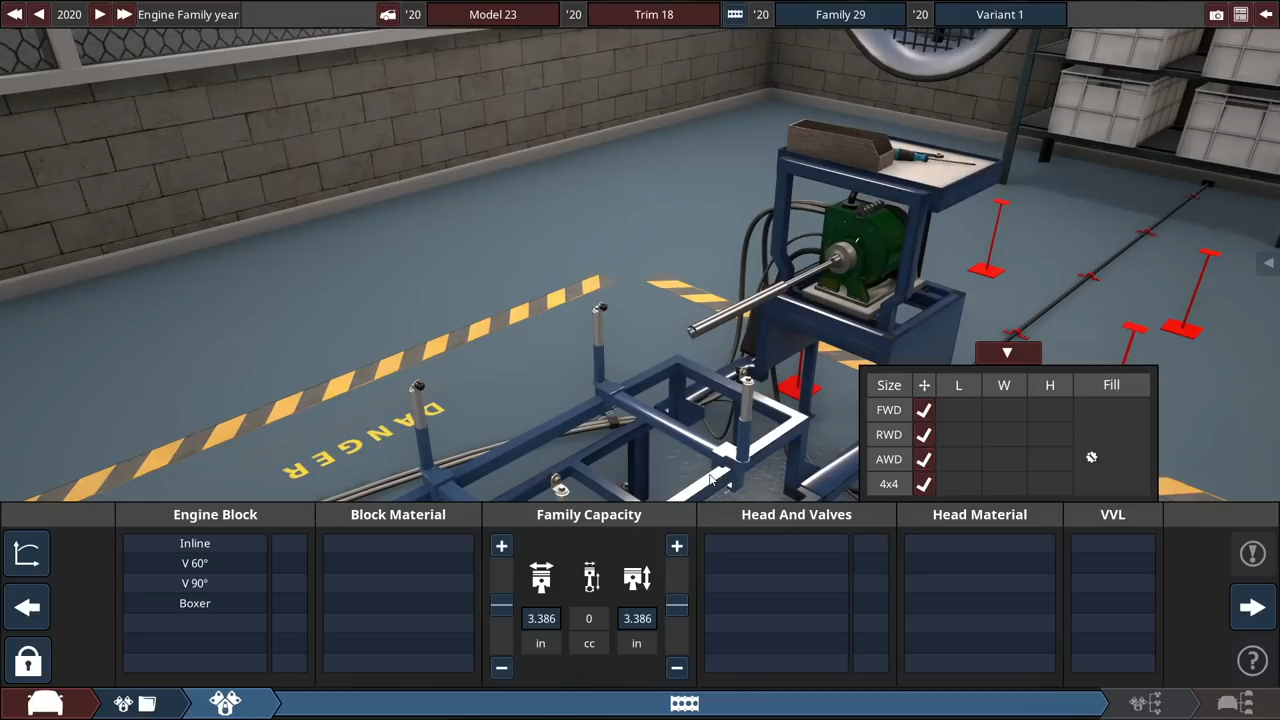 2020 Engine Family year '20 Model 23 '20 Trim 18 '20 Family 29 '20 Variant 1
DANGER
Size L W H Fill
FWD
RWD
AWD
4x4
Engine Block Block Material Family Capacity Head And Valves Head Material VVL
Inline
V 60°
V 90°
Boxer
3.386 0 3.386
in cc in